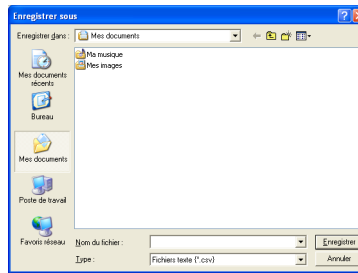 Enregistrer sous
Enregistrer dans :
Mes documents
Ma musique
Mes images
Mes documents
récents
Bureau
Mes documents
Poste de travail
Favoris réseau
Nom du fichier :
Enregistrer
Type :
Fichiers texte (*.csv)
Annuler